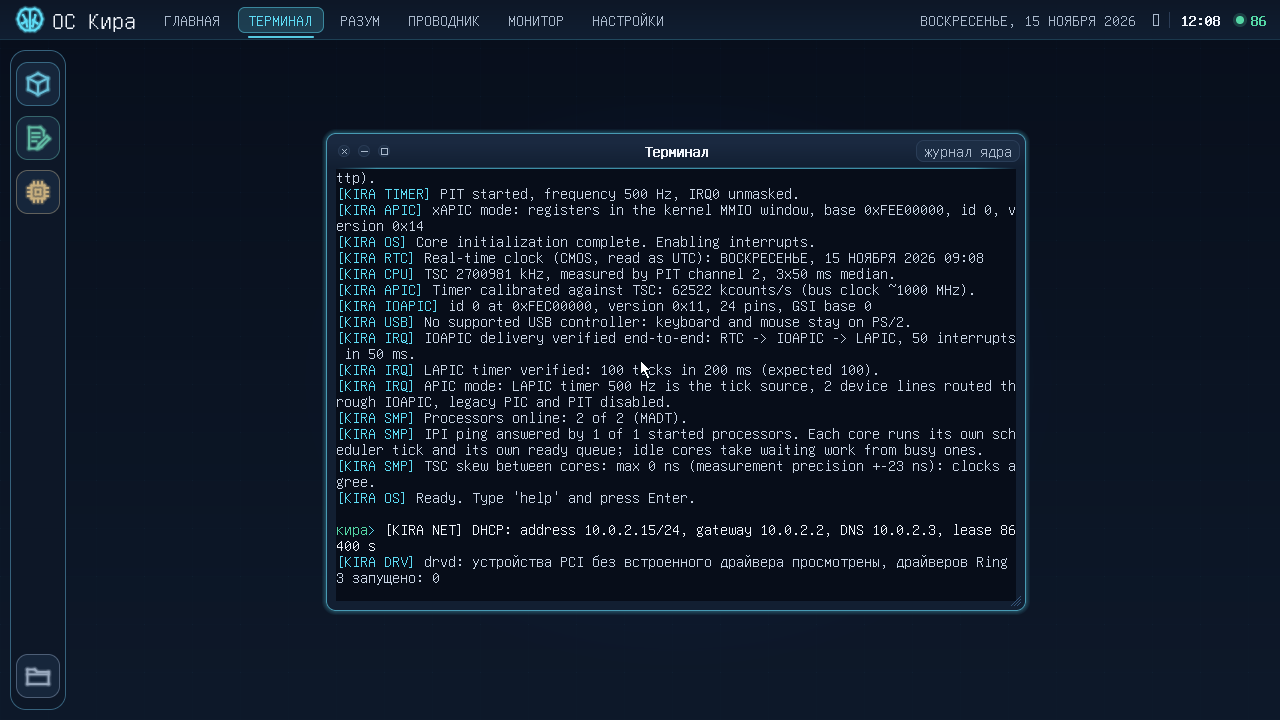 ОС Кира
ГЛАВНАЯ
ТЕРМИНАЛ
РАЗУМ
ПРОВОДНИК
МОНИТОР
НАСТРОЙКИ
ВОСКРЕСЕНЬЕ, 15 НОЯБРЯ 2026
12:08
86
Терминал
журнал ядра
ttp).
[KIRA TIMER] PIT started, frequency 500 Hz, IRQ0 unmasked.
[KIRA APIC] xAPIC mode: registers in the kernel MMIO window, base 0xFEE00000, id 0, v
ersion 0x14
[KIRA OS] Core initialization complete. Enabling interrupts.
[KIRA RTC] Real-time clock (CMOS, read as UTC): ВОСКРЕСЕНЬЕ, 15 НОЯБРЯ 2026 09:08
[KIRA CPU] TSC 2700981 kHz, measured by PIT channel 2, 3x50 ms median.
[KIRA APIC] Timer calibrated against TSC: 62522 kcounts/s (bus clock ~1000 MHz).
[KIRA IOAPIC] id 0 at 0xFEC00000, version 0x11, 24 pins, GSI base 0
[KIRA USB] No supported USB controller: keyboard and mouse stay on PS/2.
[KIRA IRQ] IOAPIC delivery verified end-to-end: RTC -> IOAPIC -> LAPIC, 50 interrupts
in 50 ms.
[KIRA IRQ] LAPIC timer verified: 100 ticks in 200 ms (expected 100).
[KIRA IRQ] APIC mode: LAPIC timer 500 Hz is the tick source, 2 device lines routed th
rough IOAPIC, legacy PIC and PIT disabled.
[KIRA SMP] Processors online: 2 of 2 (MADT).
[KIRA SMP] IPI ping answered by 1 of 1 started processors. Each core runs its own sch
eduler tick and its own ready queue; idle cores take waiting work from busy ones.
[KIRA SMP] TSC skew between cores: max 0 ns (measurement precision +-23 ns): clocks a
gree.
[KIRA OS] Ready. Type 'help' and press Enter.
кира> [KIRA NET] DHCP: address 10.0.2.15/24, gateway 10.0.2.2, DNS 10.0.2.3, lease 86
400 s
[KIRA DRV] drvd: устройства PCI без встроенного драйвера просмотрены, драйверов Ring
3 запущено: 0